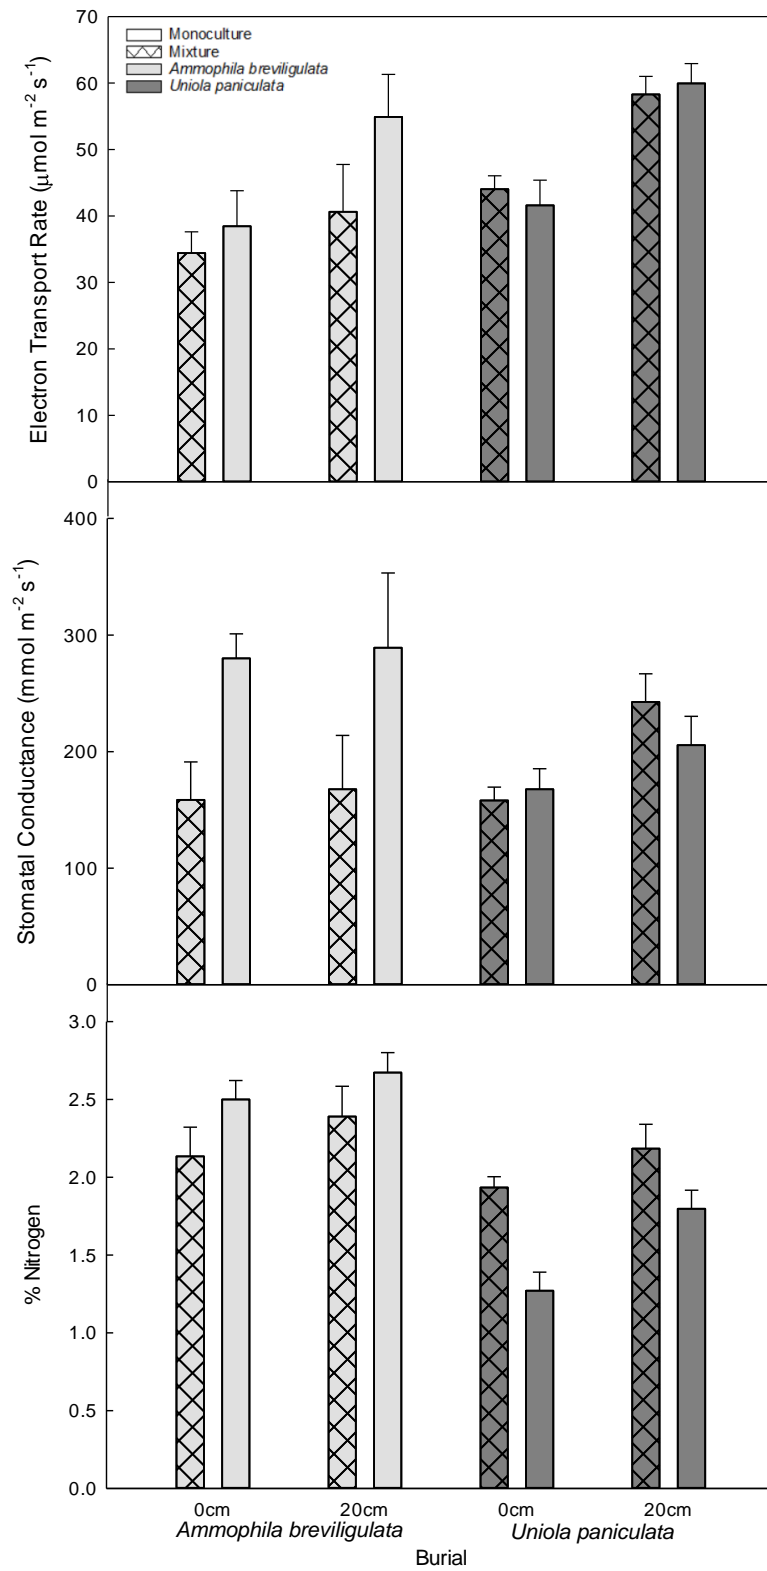 70
Monoculture
Mixture
Ammophila breviligulata
Uniola paniculata
60
50
40
30
20
10
0
Electron Transport Rate (μmol m-2 s-1)
400
300
200
100
0
Stomatal Conductance (mmol m-2 s-1)
3.0
2.5
2.0
1.5
1.0
0.5
0.0
% Nitrogen
0cm 20cm 0cm 20cm
Ammophila breviligulata Uniola paniculata
Burial